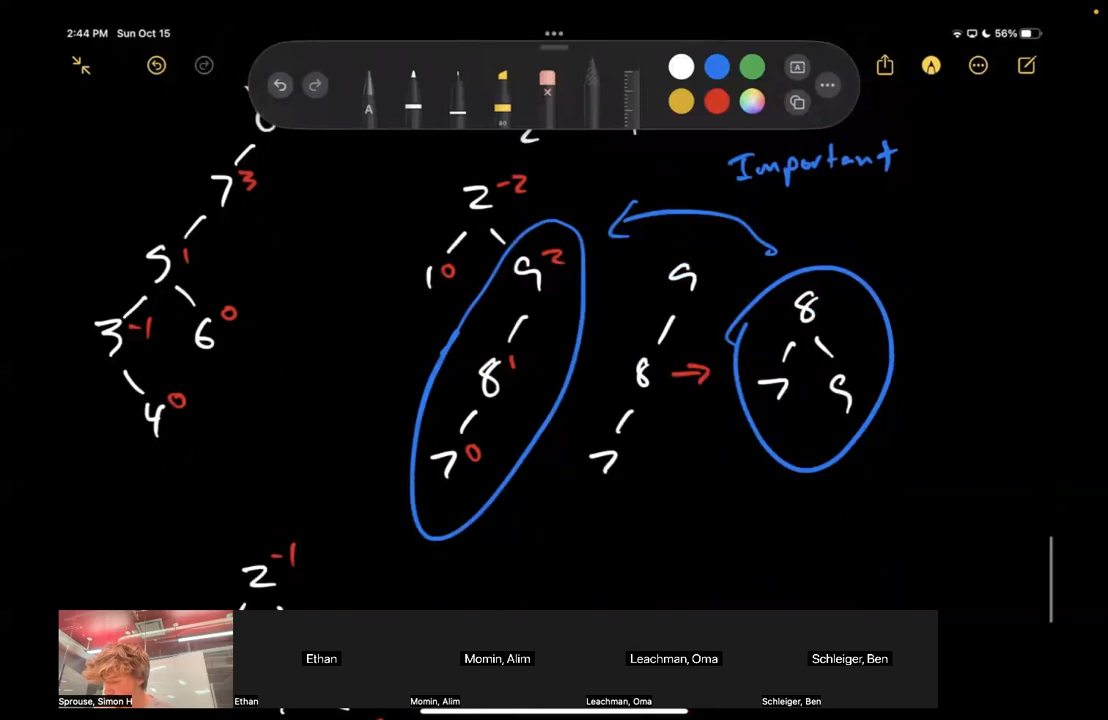 2:44 PM Sun Oct 15
56%
A
80
A
Important
7 3
2 -2
5 1
1 0
9 2
9
8
3 -1
6 0
8 1
8
7
9
4 0
7 0
7
2 -1
Ethan
Momin, Alim
Leachman, Oma
Schleiger, Ben
Sprouse, Simon H
Ethan
Momin, Alim
Leachman, Oma
Schleiger, Ben